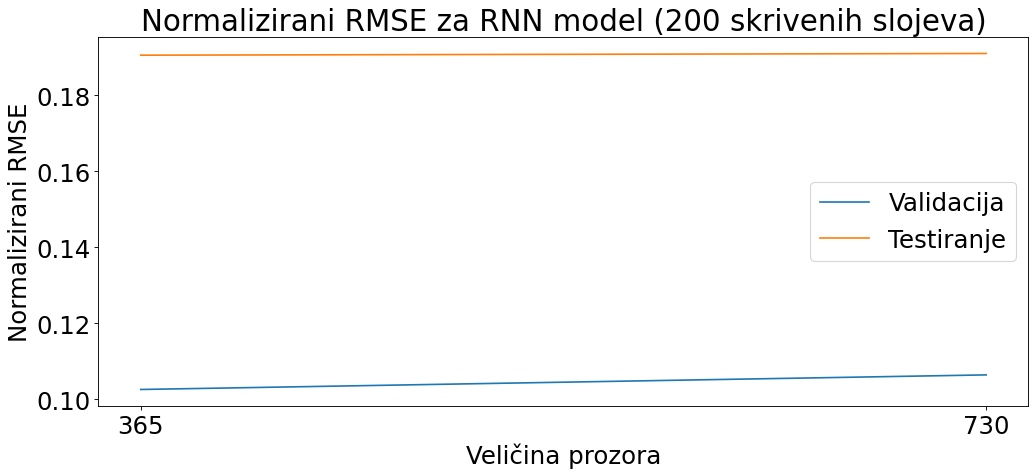 Normalizirani RMSE za RNN model (200 skrivenih slojeva)
Normalizirani RMSE
0.18
0.16
0.14
0.12
0.10
Validacija
Testiranje
365
730
Veličina prozora